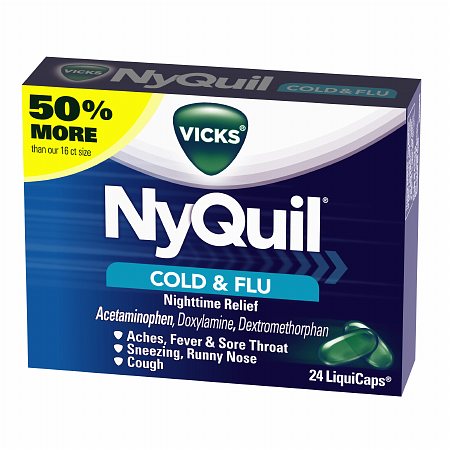 VICKS NyQuil COLD & FLU
50%
MORE
than our 16 ct size
VICKS®
NyQuil®
COLD & FLU
Nighttime Relief
Acetaminophen, Doxylamine, Dextromethorphan
• Aches, Fever & Sore Throat
• Sneezing, Runny Nose
• Cough
24 LiquiCaps®